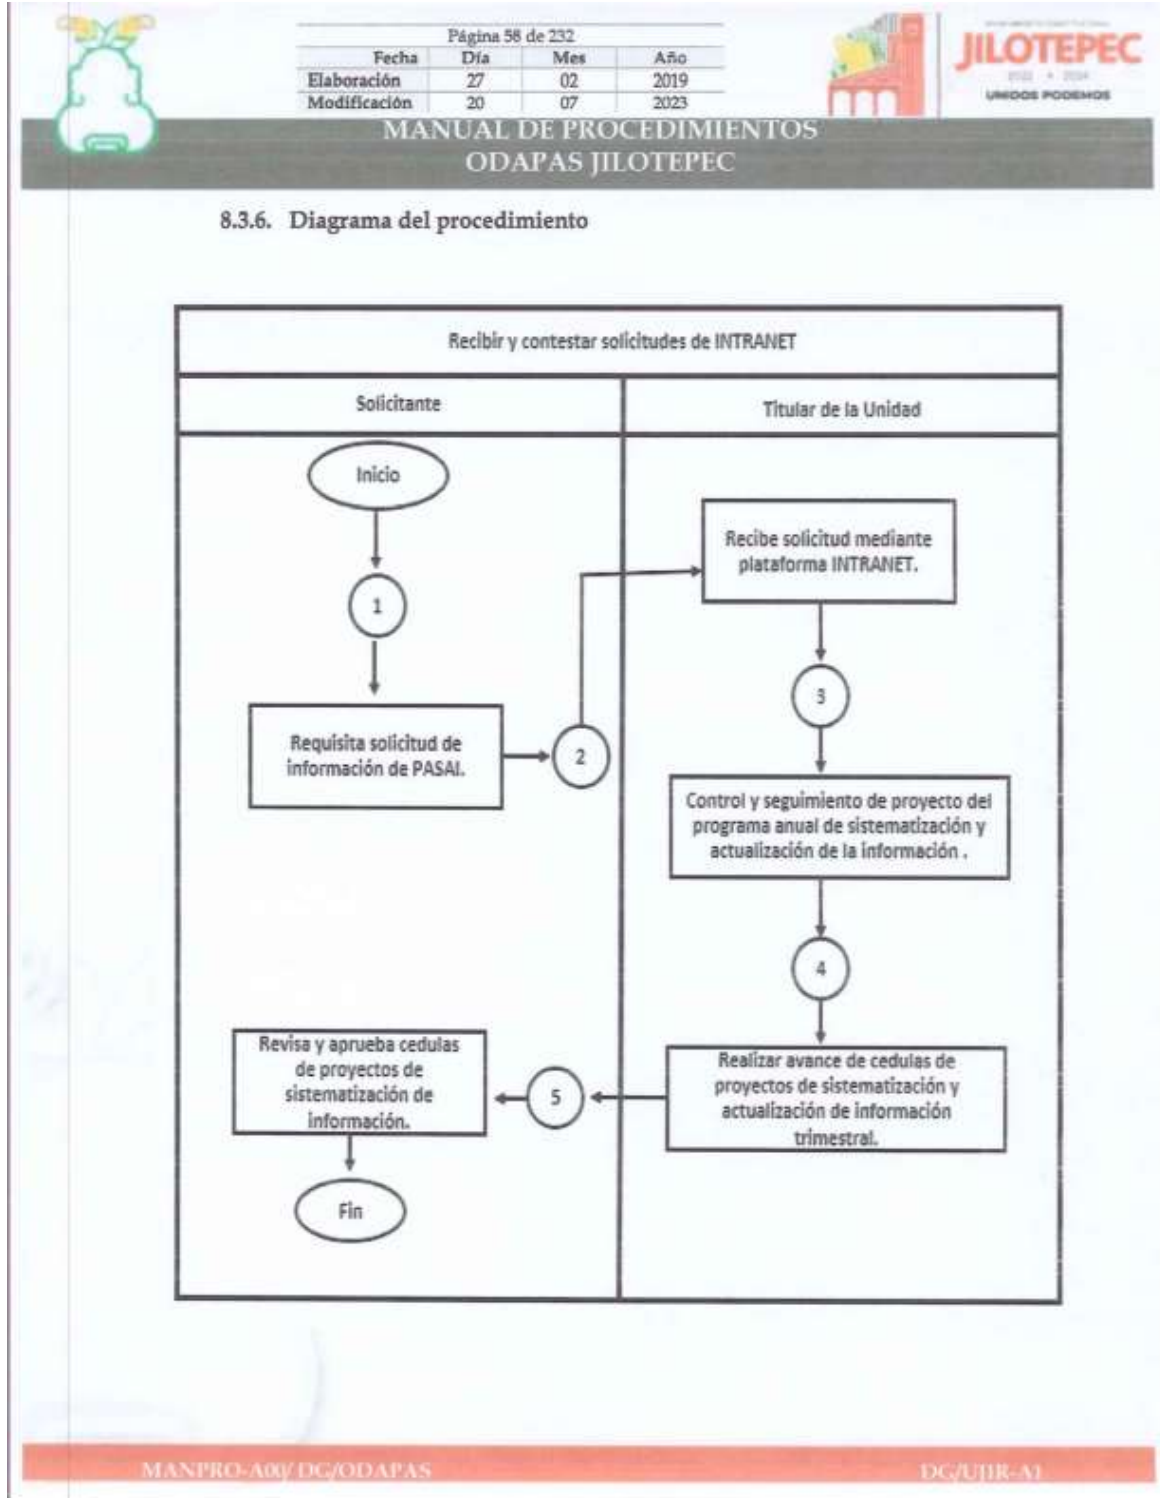 Página 58 de 232
Fecha Día Mes Año
Elaboración 27 02 2019
Modificación 20 07 2023
JILOTEPEC
2022 2024
UNIDOS PODEMOS
MANUAL DE PROCEDIMIENTOS
ODAPAS JILOTEPEC
8.3.6. Diagrama del procedimiento
Recibir y contestar solicitudes de INTRANET
Solicitante
Titular de la Unidad
Inicio
1
Requisita solicitud de
información de PASAI.
2
Recibe solicitud mediante
plataforma INTRANET.
3
Control y seguimiento de proyecto del
programa anual de sistematización y
actualización de la información .
4
Realizar avance de cedulas de
proyectos de sistematización y
actualización de información
trimestral.
5
Revisa y aprueba cedulas
de proyectos de
sistematización de
información.
Fin
MANPRO-A00/ DG/ODAPAS
DG/UJIR-A1